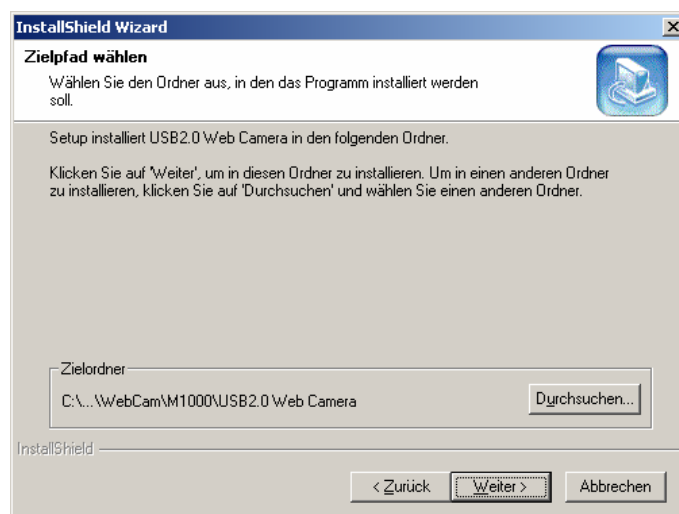 InstallShield Wizard
Zielpfad wählen
Wählen Sie den Ordner aus, in den das Programm installiert werden
soll.
Setup installiert USB2.0 Web Camera in den folgenden Ordner.
Klicken Sie auf 'Weiter', um in diesen Ordner zu installieren. Um in einen anderen Ordner
zu installieren, klicken Sie auf 'Durchsuchen' und wählen Sie einen anderen Ordner.
Zielordner
C:\...\WebCam\M1000\USB2.0 Web Camera
Durchsuchen...
InstallShield
< Zurück
Weiter >
Abbrechen